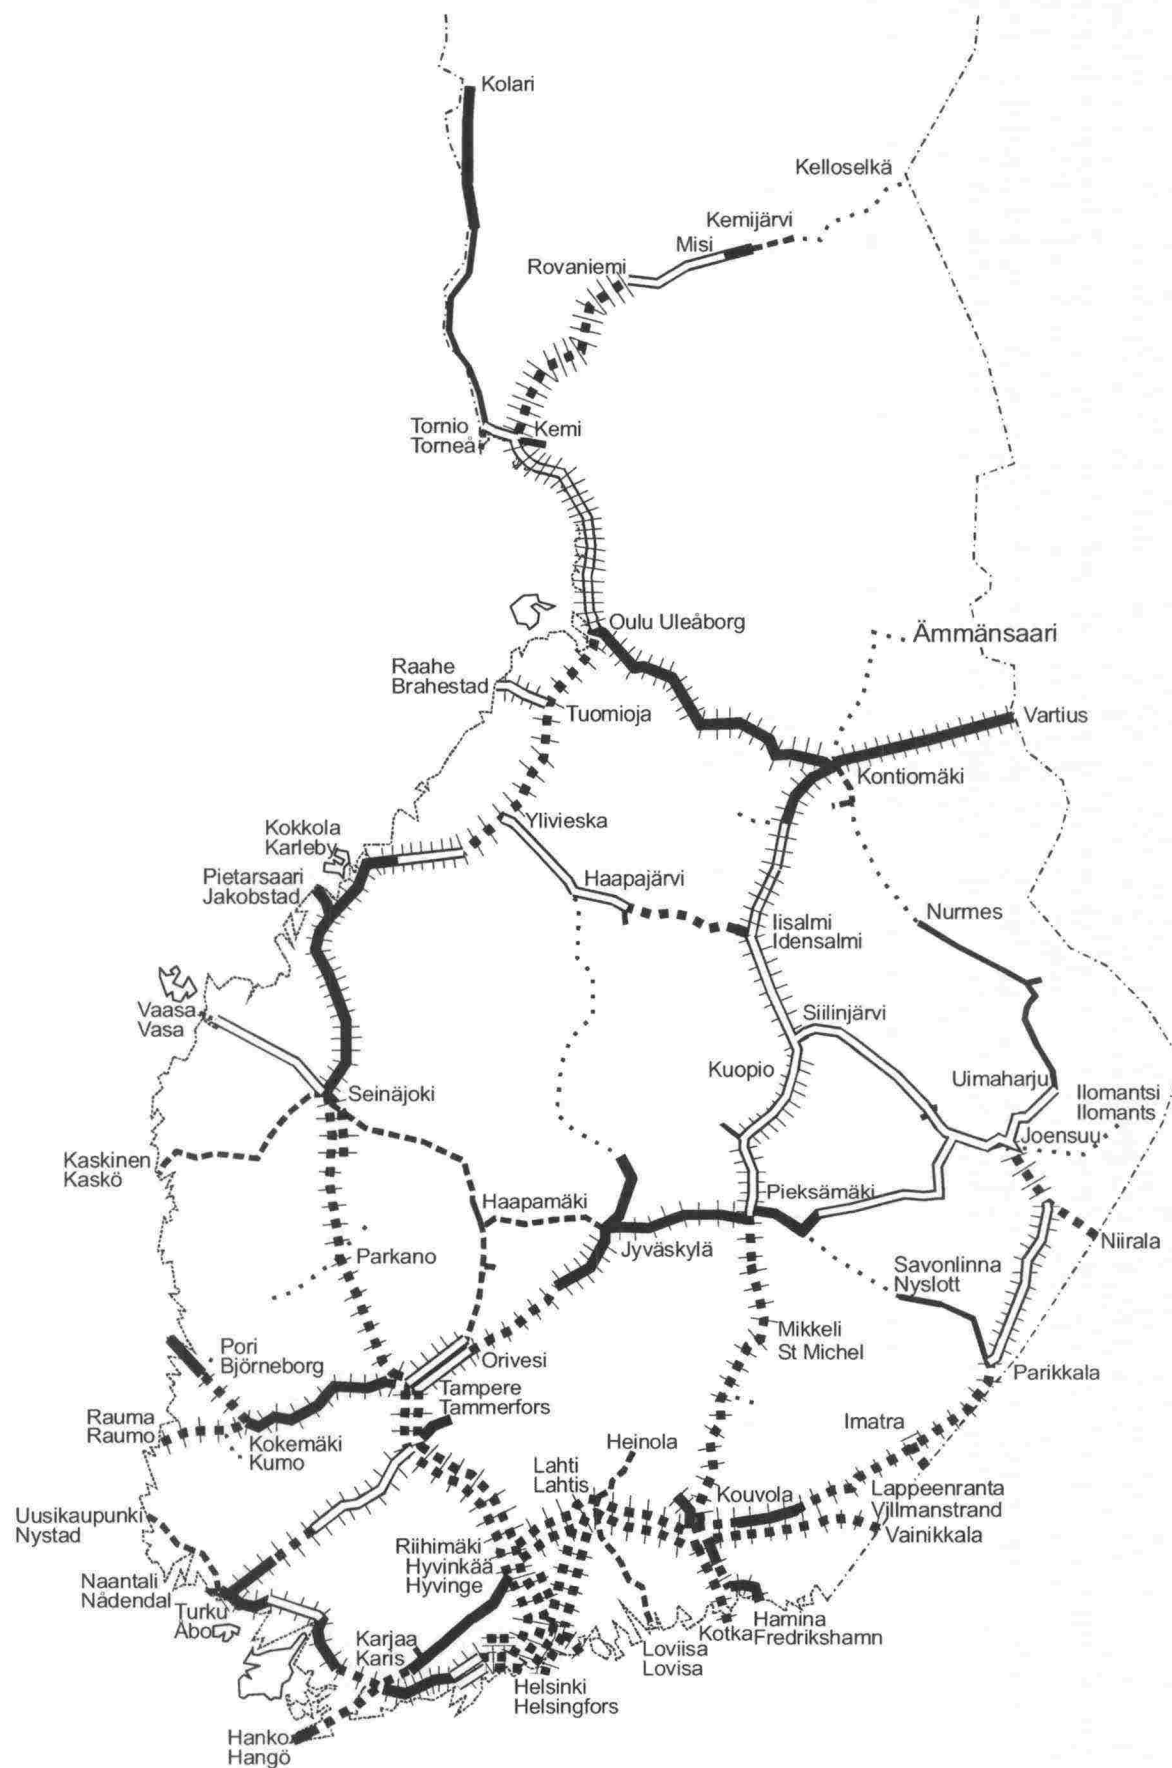 Kolari
Kelloselkä
Kemijärvi
Misi
Rovaniemi
Tornio
Torneå
Kemi
Oulu Uleåborg
Ämmänsaari
Raahe
Brahestad
Tuomioja
Vartius
Kontiomäki
Ylivieska
Kokkola
Karleby
Pietarsaari
Jakobstad
Haapajärvi
Nurmes
Iisalmi
Idensalmi
Vaasa
Vasa
Siilinjärvi
Kuopio
Uimaharju
Ilomantsi
Ilomants
Seinäjoki
Joensuu
Kaskinen
Kaskö
Haapamäki
Pieksämäki
Jyväskylä
Niirala
Parkano
Savonlinna
Nyslott
Mikkeli
St Michel
Pori
Björneborg
Orivesi
Parikkala
Tampere
Tammerfors
Rauma
Raumo
Kokemäki
Kumo
Imatra
Heinola
Lahti
Lahtis
Kouvola
Lappeenranta
Villmanstrand
Vainikkala
Uusikaupunki
Nystad
Riihimäki
Hyvinkää
Hyvinge
Naantali
Nådendal
Turku
Åbo
Karjaa
Karis
Hamina
Fredrikshamn
Kotka
Loviisa
Lovisa
Helsinki
Helsingfors
Hanko
Hangö